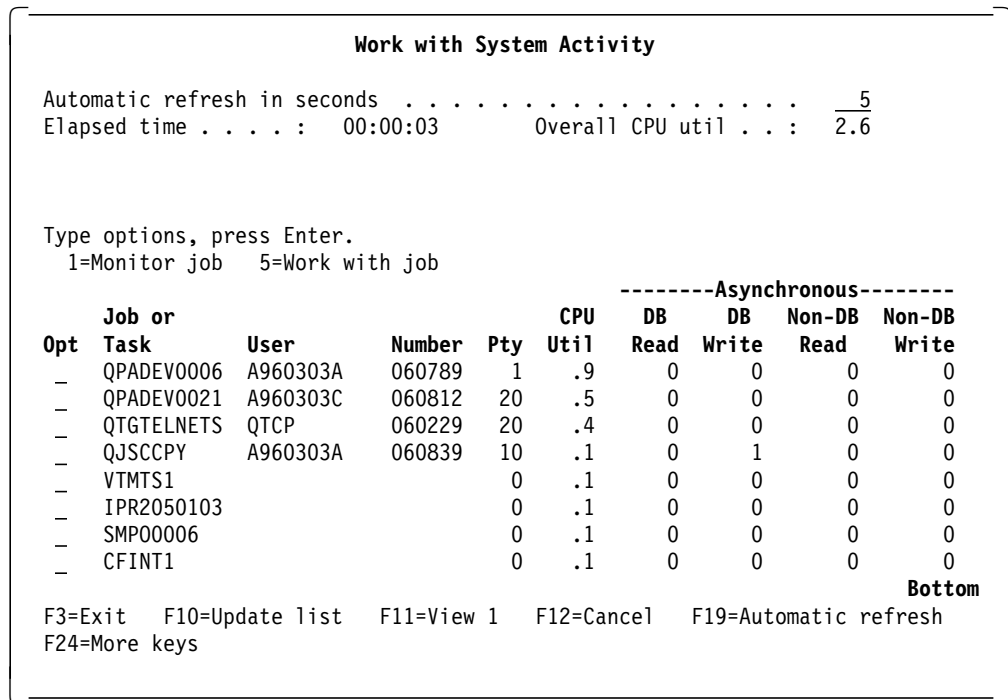 Work with System Activity
Automatic refresh in seconds . . . . . . . . . . . . . . . . . 5
Elapsed time . . . . : 00:00:03 Overall CPU util . . : 2.6
Type options, press Enter.
1=Monitor job 5=Work with job
--------Asynchronous--------
Job or CPU DB DB Non-DB Non-DB
Opt Task User Number Pty Util Read Write Read Write
_ QPADEV0006 A960303A 060789 1 .9 0 0 0 0
_ QPADEV0021 A960303C 060812 20 .5 0 0 0 0
_ QTGTELNETS QTCP 060229 20 .4 0 0 0 0
_ QJSCCPY A960303A 060839 10 .1 0 1 0 0
_ VTMTS1 0 .1 0 0 0 0
_ IPR2050103 0 .1 0 0 0 0
_ SMPO0006 0 .1 0 0 0 0
_ CFINT1 0 .1 0 0 0 0
Bottom
F3=Exit F10=Update list F11=View 1 F12=Cancel F19=Automatic refresh
F24=More keys